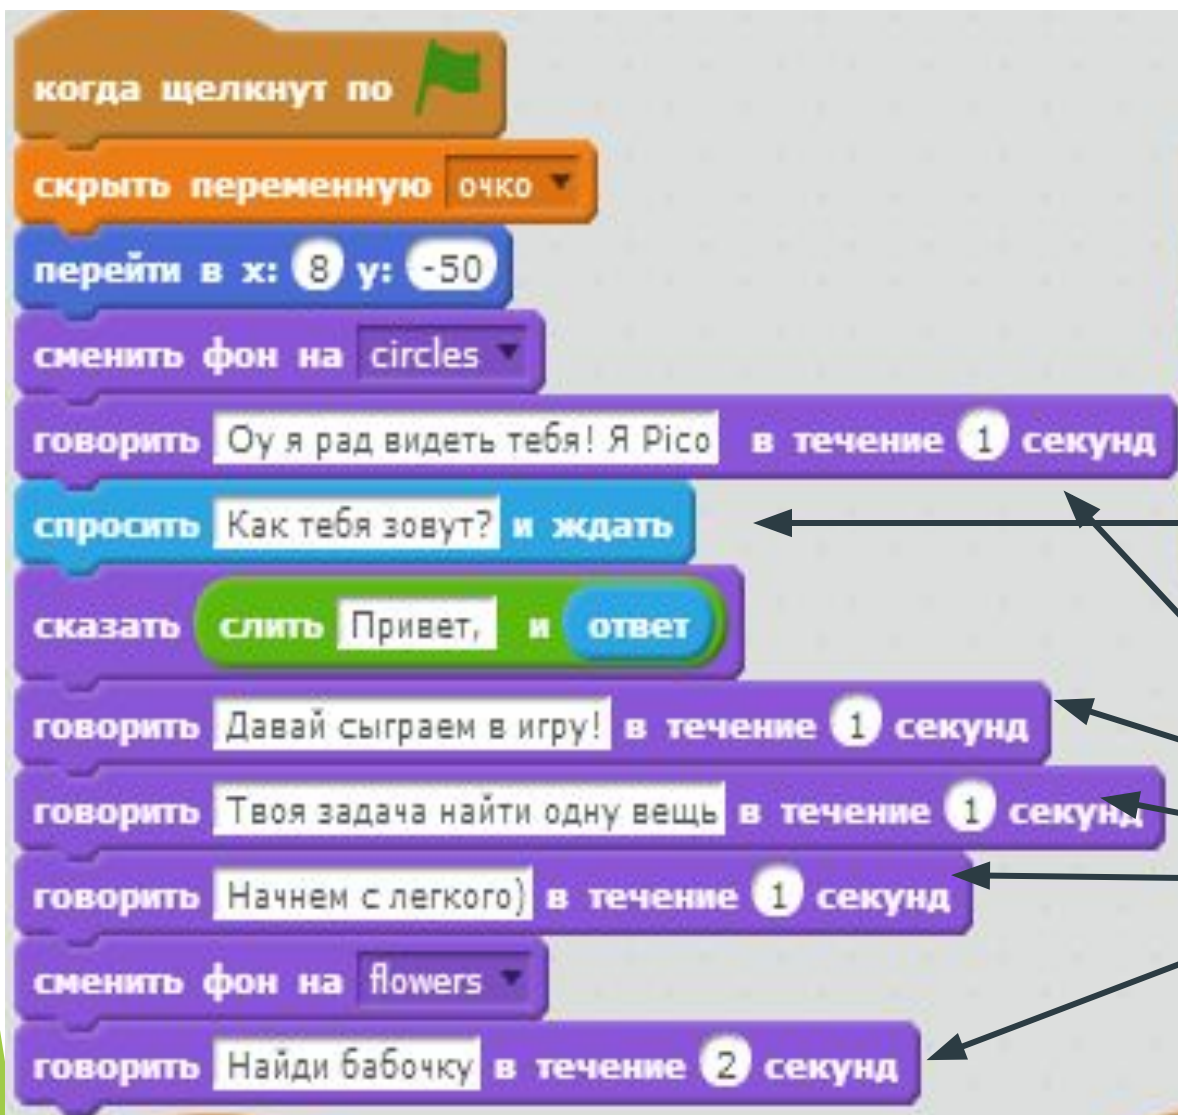 когда щелкнут по
скрыть переменную очко
перейти в x: 8 y: -50
сменить фон на circles
говорить Оу я рад видеть тебя! Я Pico в течение 1 секунд
спросить Как тебя зовут? и ждать
сказать слить Привет, и ответ
говорить Давай сыграем в игру! в течение 1 секунд
говорить Твоя задача найти одну вещь в течение 1 секунд
говорить Начнем с легкого) в течение 1 секунд
сменить фон на flowers
говорить Найди бабочку в течение 2 секунд